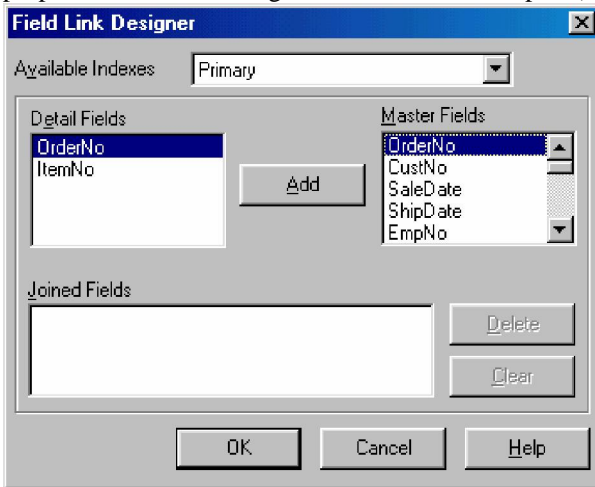 Field Link Designer
Available Indexes Primary
Detail Fields Master Fields
OrderNo OrderNo
ItemNo CustNo
Add SaleDate
ShipDate
EmpNo
Joined Fields
Delete
Clear
OK Cancel Help